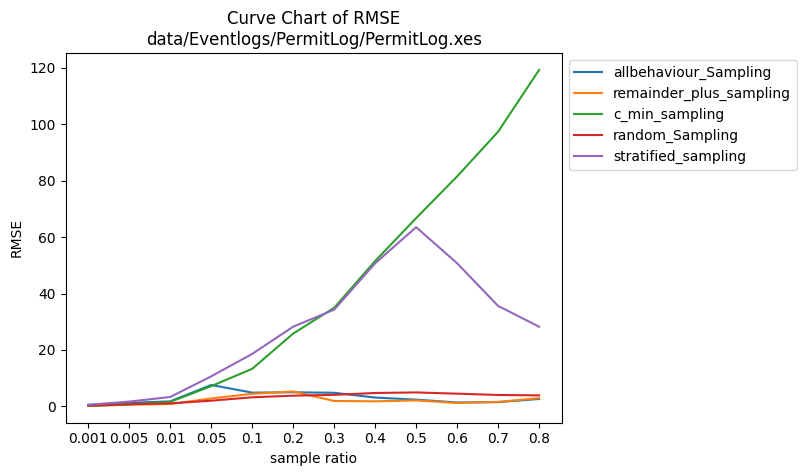 Curve Chart of RMSE
data/Eventlogs/PermitLog/PermitLog.xes
120
100
80
60
40
20
0
RMSE
0.001 0.005 0.01 0.05 0.1 0.2 0.3 0.4 0.5 0.6 0.7 0.8
sample ratio
allbehaviour_Sampling
remainder_plus_sampling
c_min_sampling
random_Sampling
stratified_sampling